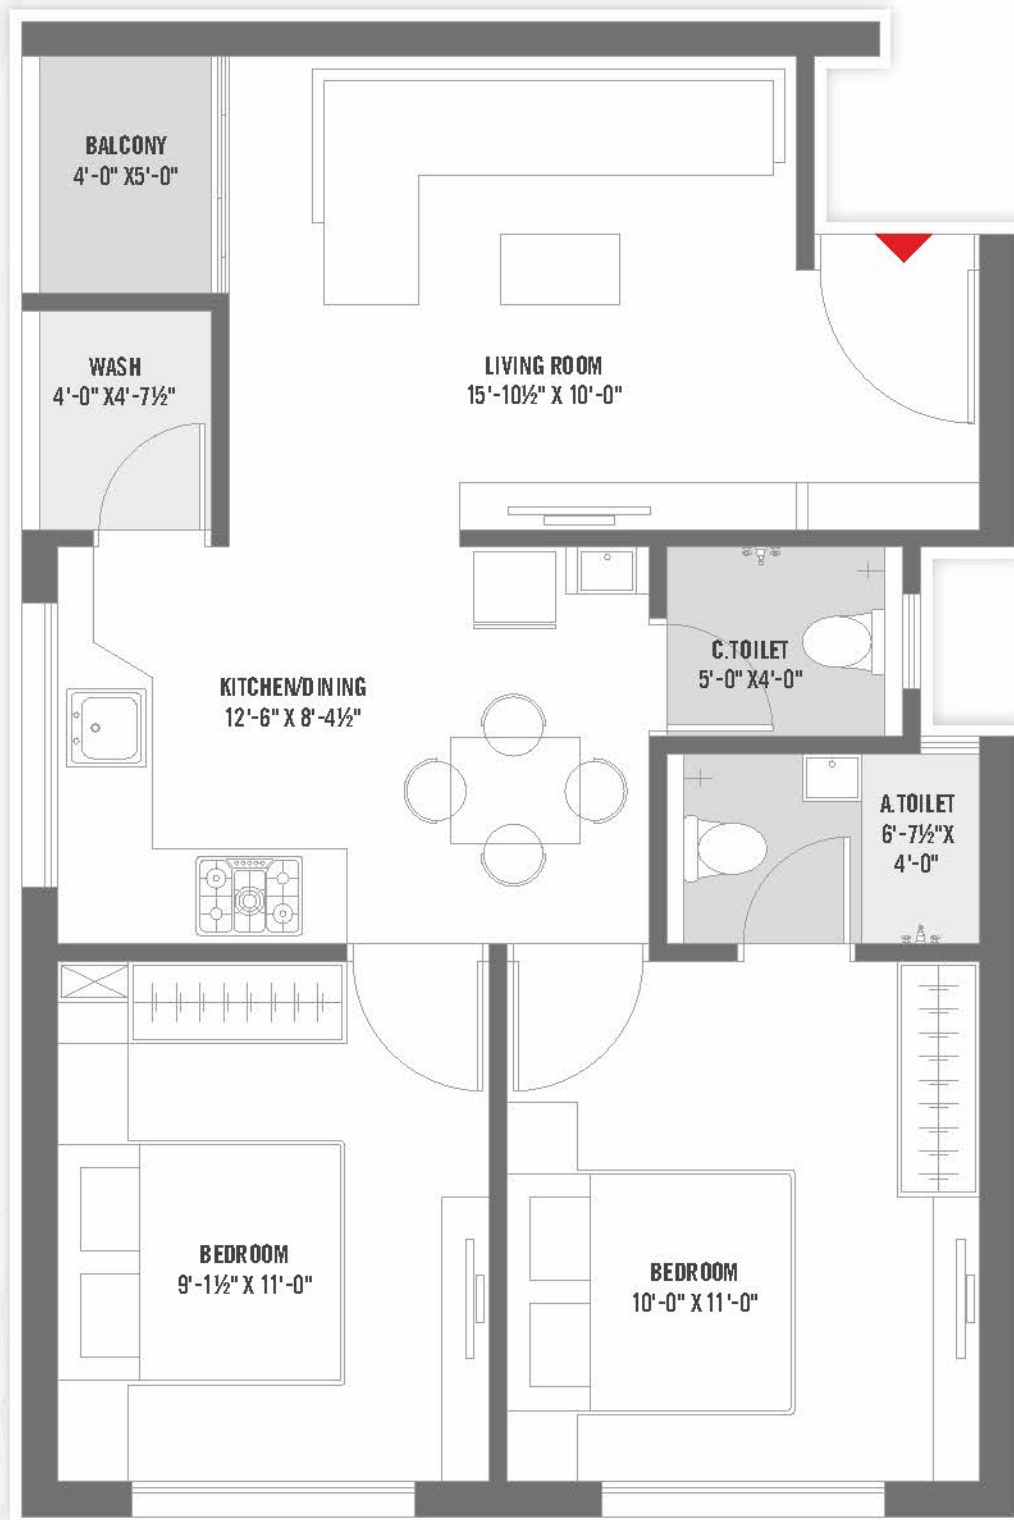 BALCONY
4'-0" X5'-0"
WASH
4'-0" X4'-7½"
LIVING ROOM
15'-10½" X 10'-0"
KITCHEN/DINING
12'-6" X 8'-4½"
C.TOILET
5'-0" X4'-0"
A.TOILET
6'-7½"X
4'-0"
BEDROOM
9'-1½" X 11'-0"
BEDROOM
10'-0" X 11'-0"